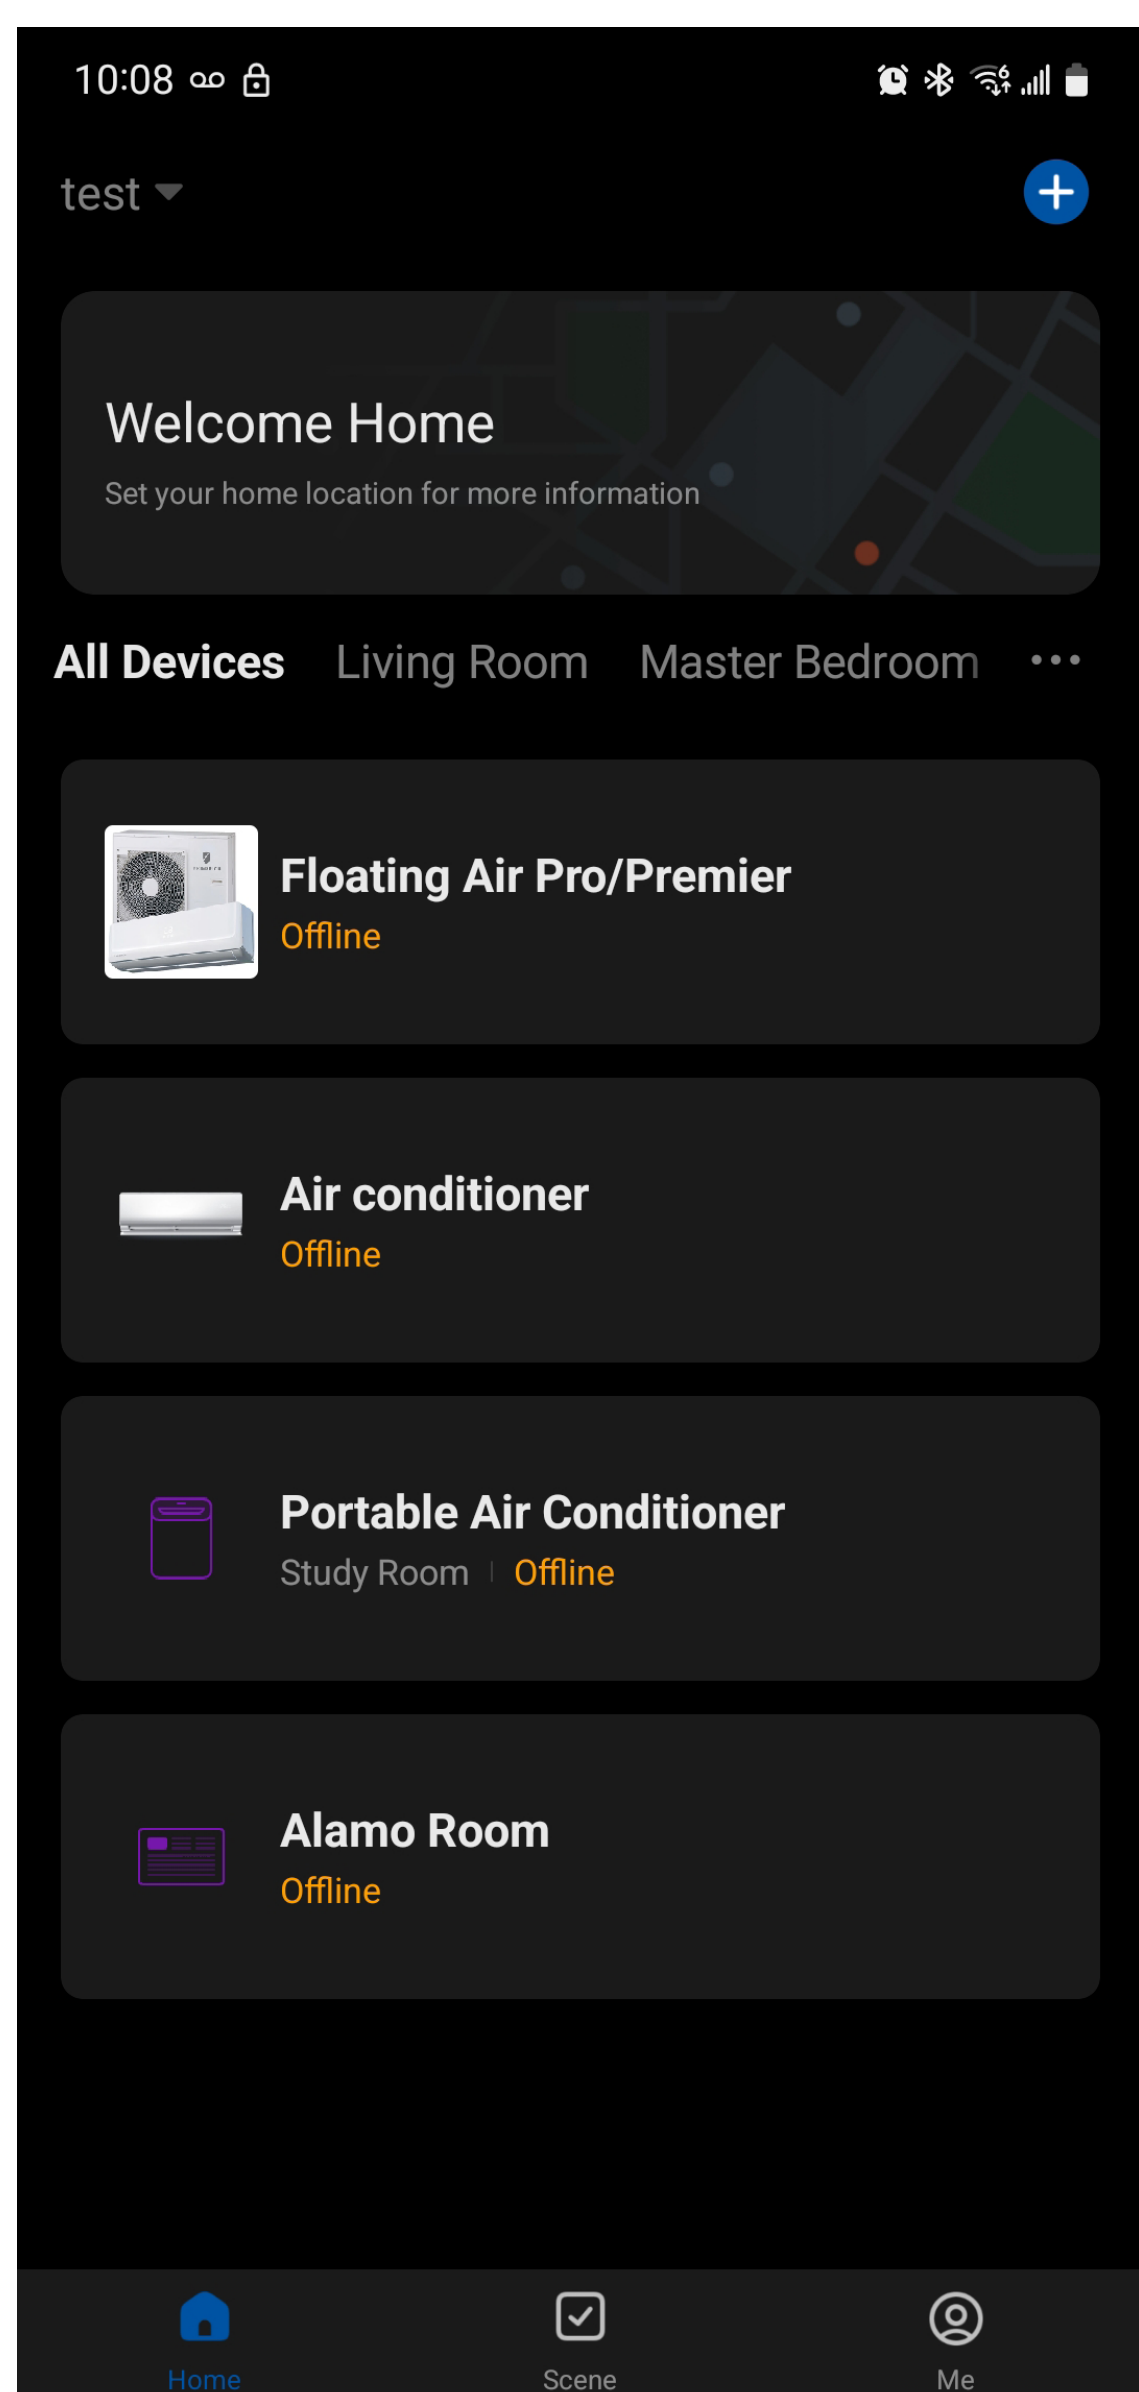 10:08
test
Welcome Home
Set your home location for more information
All Devices Living Room Master Bedroom
Floating Air Pro/Premier
Offline
Air conditioner
Offline
Portable Air Conditioner
Study Room | Offline
Alamo Room
Offline
Home Scene Me